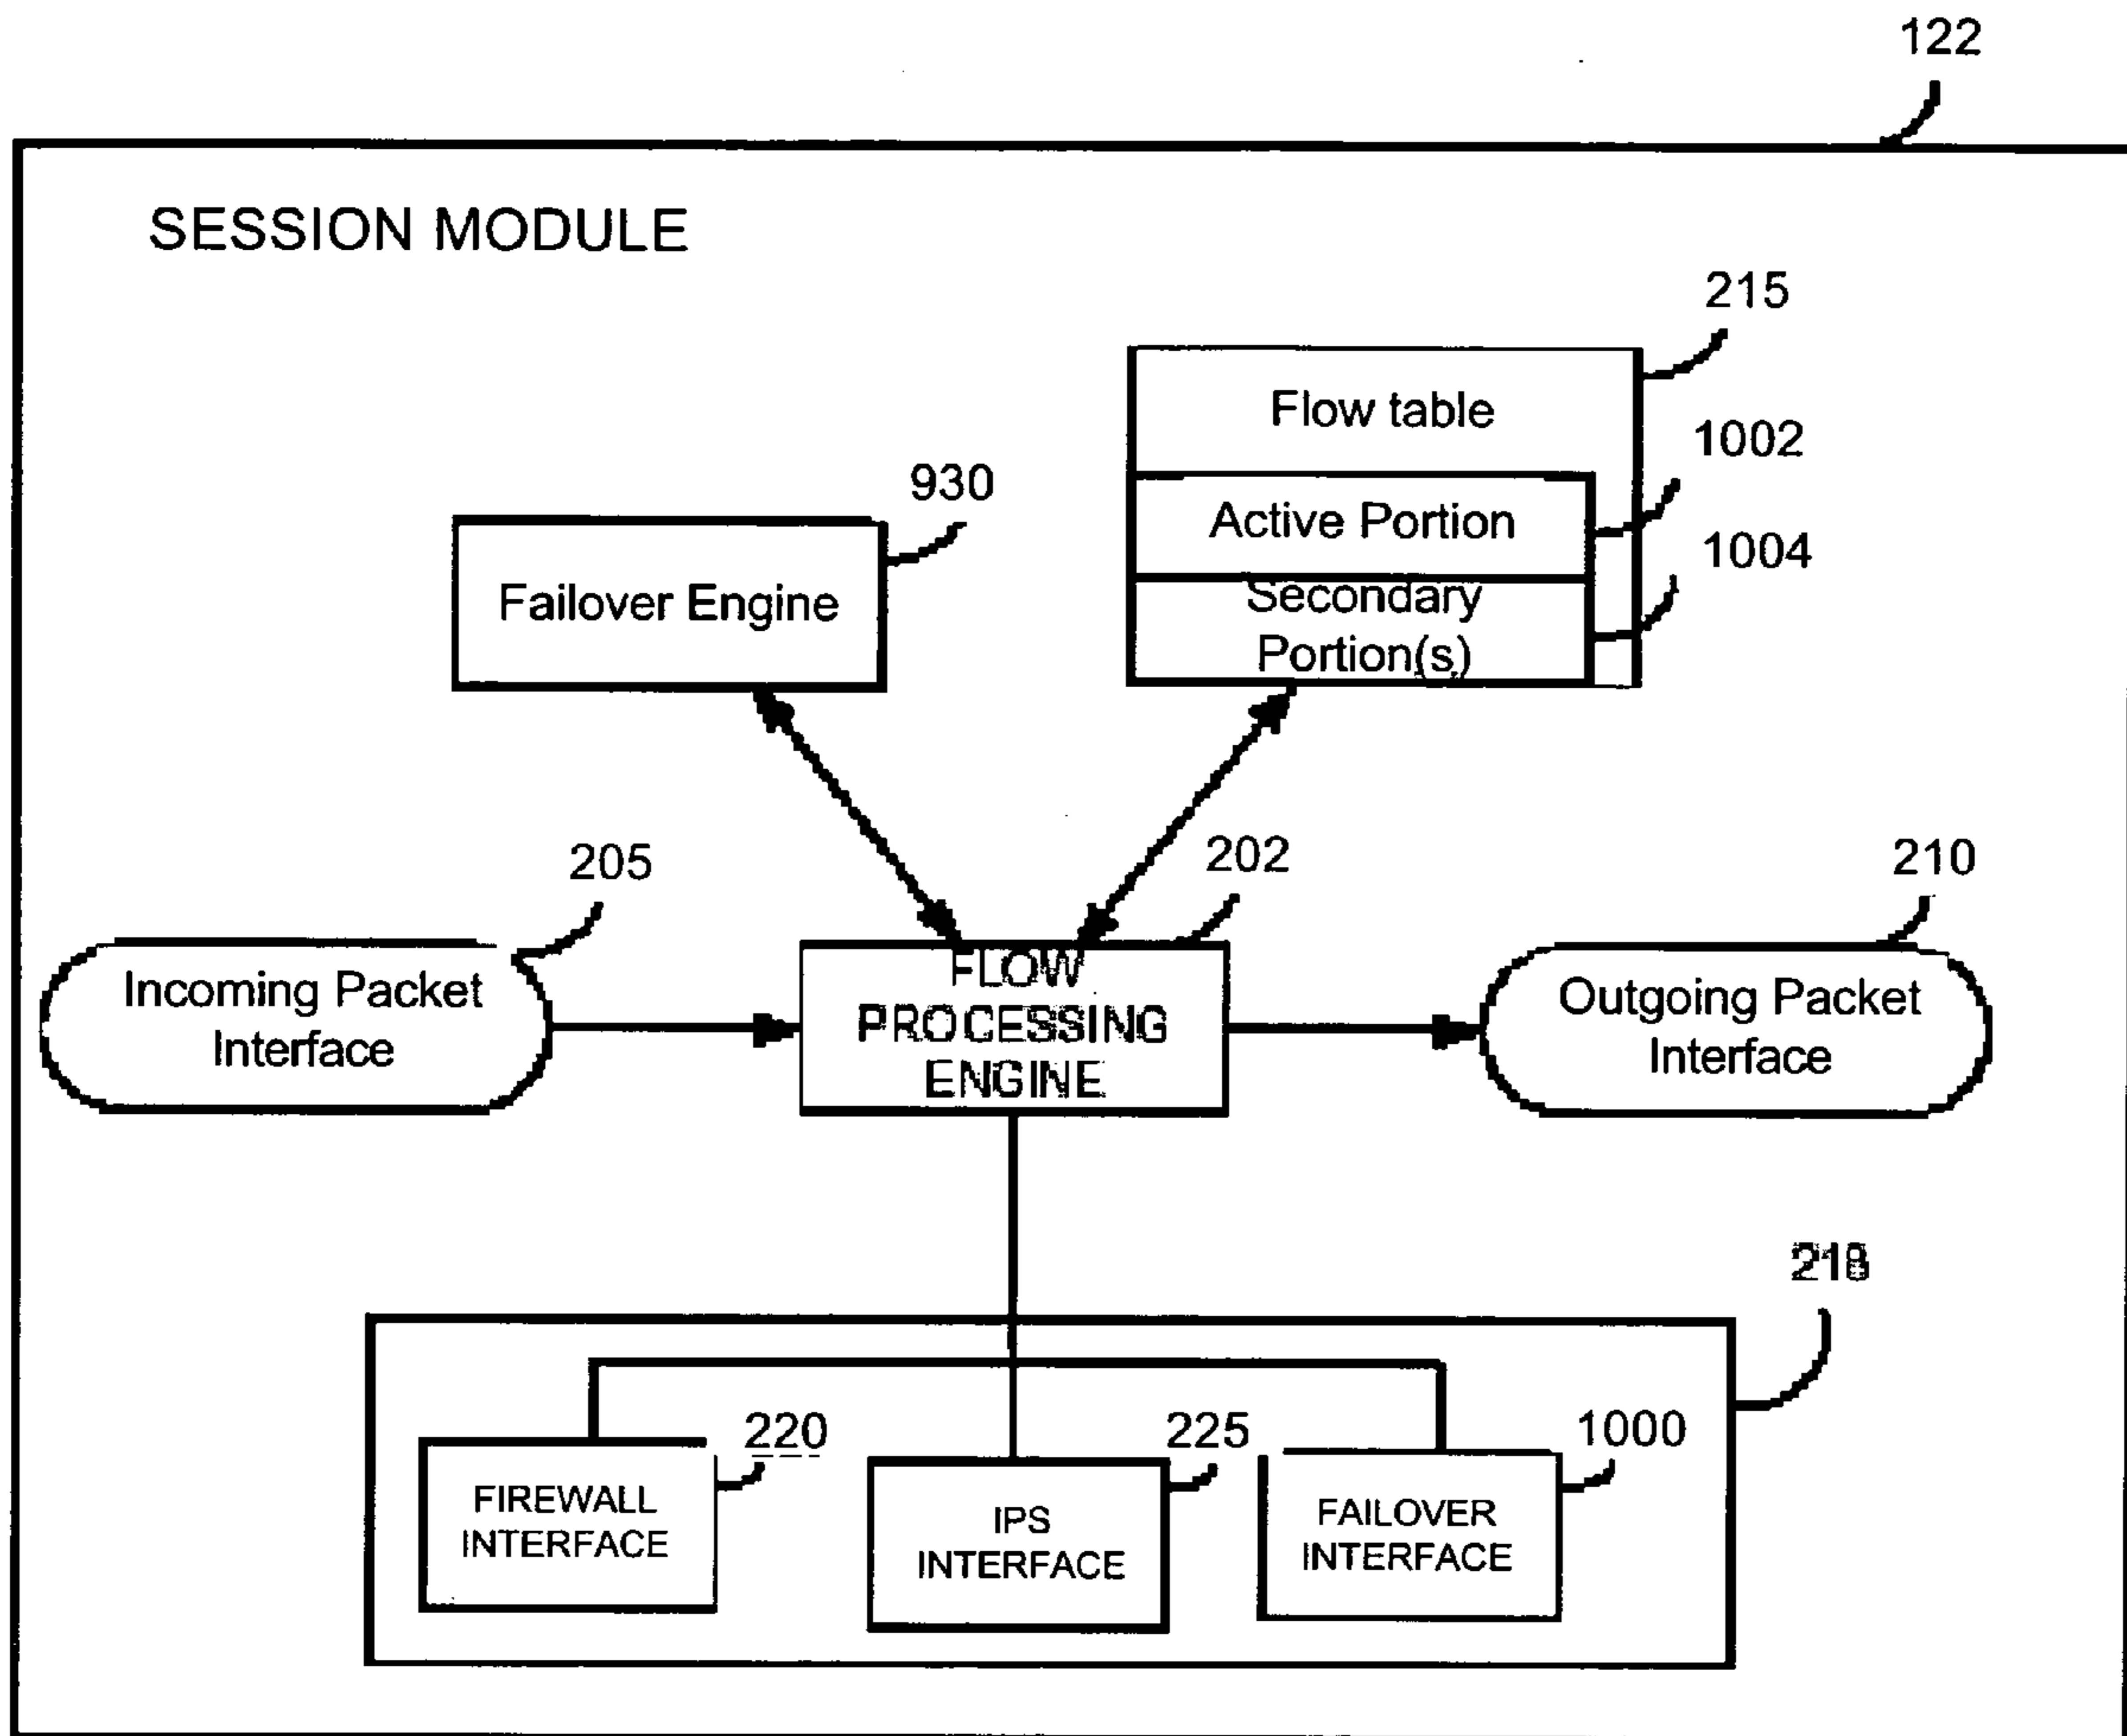 122
SESSION MODULE
215
Flow table
1002
930
Active Portion
1004
Failover Engine
Secondary
Portion(s)
205
202
210
Incoming Packet
Interface
FLOW
PROCESSING
ENGINE
Outgoing Packet
Interface
218
220
225
1000
FIREWALL
INTERFACE
IPS
INTERFACE
FAILOVER
INTERFACE